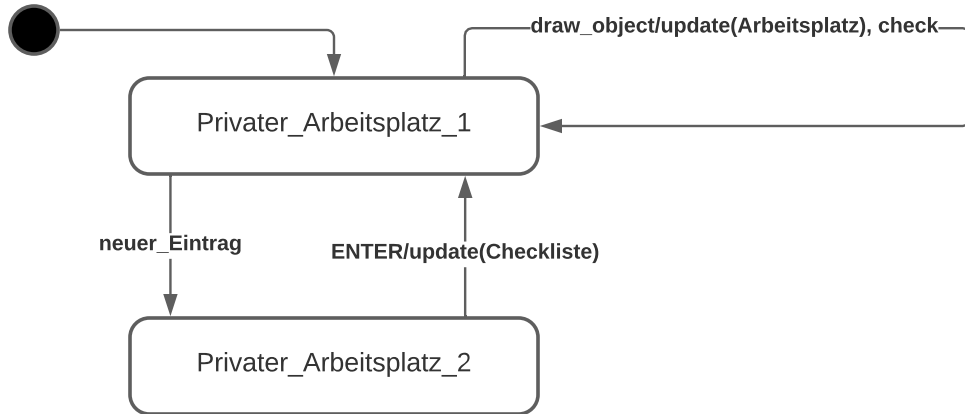 draw_object/update(Arbeitsplatz), check
Privater_Arbeitsplatz_1
neuer_Eintrag
ENTER/update(Checkliste)
Privater_Arbeitsplatz_2